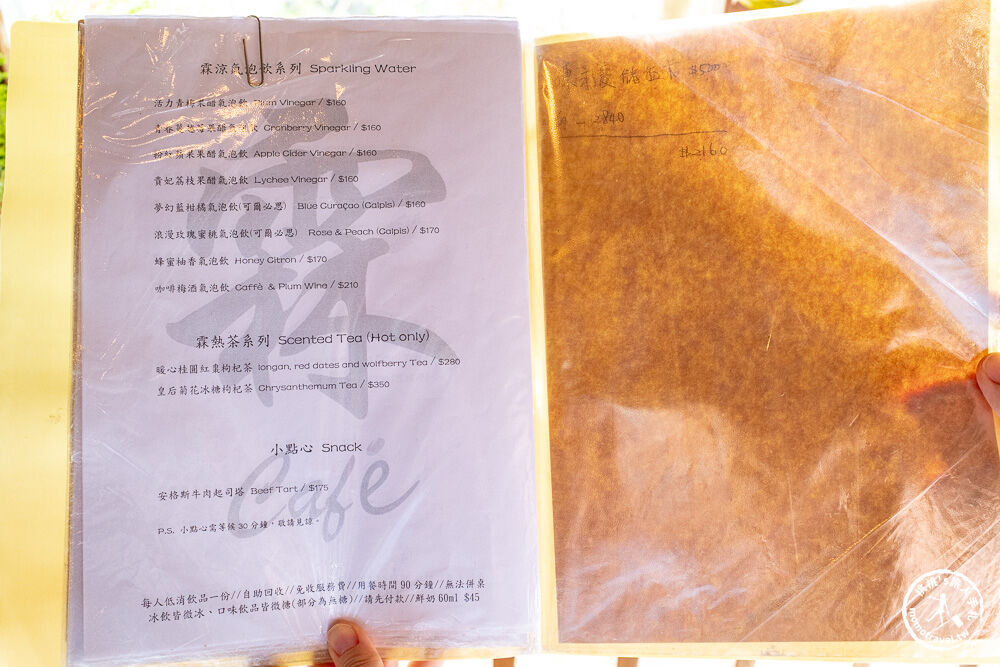 霖涼氣泡飲系列 Sparkling Water
活力青梅果醋氣泡飲 Plum Vinegar / $160
青春蔓越莓果醋氣泡飲 Cranberry Vinegar / $160
粉紅蘋果果醋氣泡飲 Apple Cider Vinegar / $160
貴妃荔枝果醋氣泡飲 Lychee Vinegar / $160
夢幻藍柑橘氣泡飲(可爾必思) Blue Curaçao (Calpis) / $160
浪漫玫瑰蜜桃氣泡飲(可爾必思) Rose & Peach (Calpis) / $170
蜂蜜柚香氣泡飲 Honey Citron / $170
咖啡梅酒氣泡飲 Caffè & Plum Wine / $210
霖熱茶系列 Scented Tea (Hot only)
暖心桂圓紅棗枸杞茶 longan, red dates and wolfberry Tea / $280
皇后菊花冰糖枸杞茶 Chrysanthemum Tea / $350
小點心 Snack
安格斯牛肉起司塔 Beef Tart / $175
P.S. 小點心需等候 30 分鐘，敬請見諒。
每人低消飲品一份//自助回收//免收服務費//用餐時間 90 分鐘//無法併桌
冰飲皆微冰、口味飲品皆微糖(部分為無糖)//請先付款//鮮奶 60ml $45
霖
Café
$5000
- 2840
2160